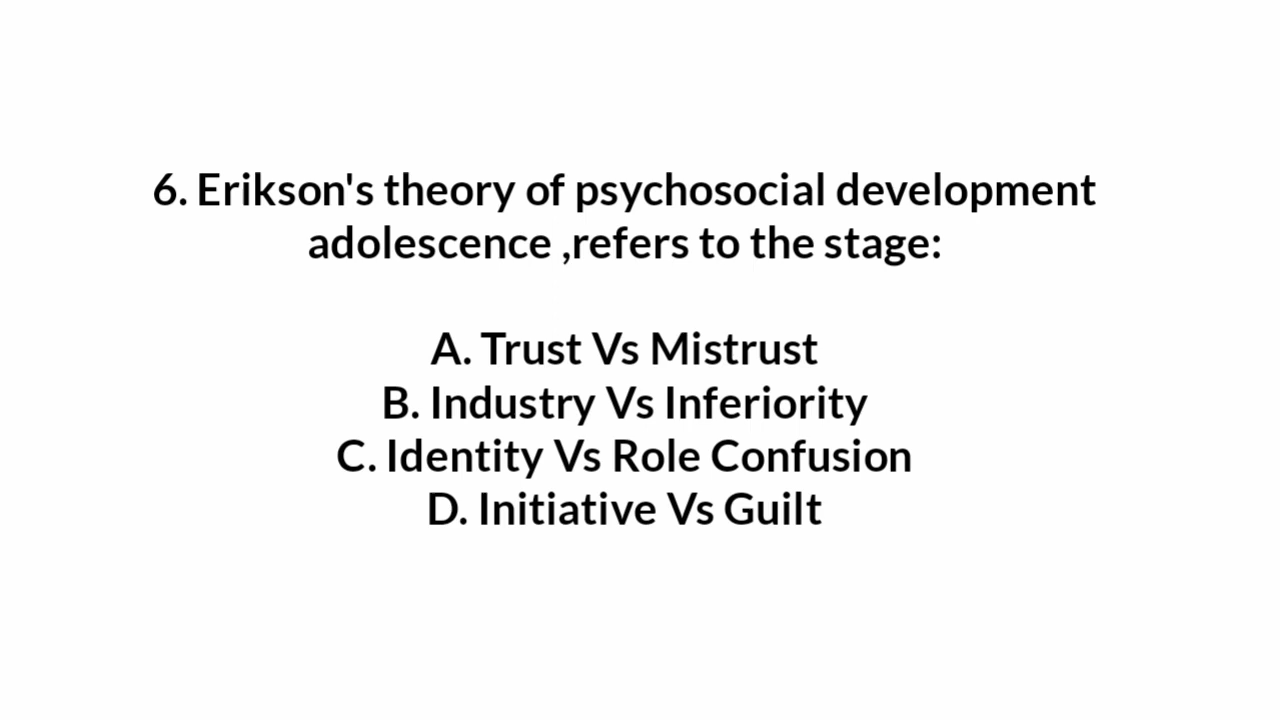 6. Erikson's theory of psychosocial development
adolescence ,refers to the stage:
A. Trust Vs Mistrust
B. Industry Vs Inferiority
C. Identity Vs Role Confusion
D. Initiative Vs Guilt